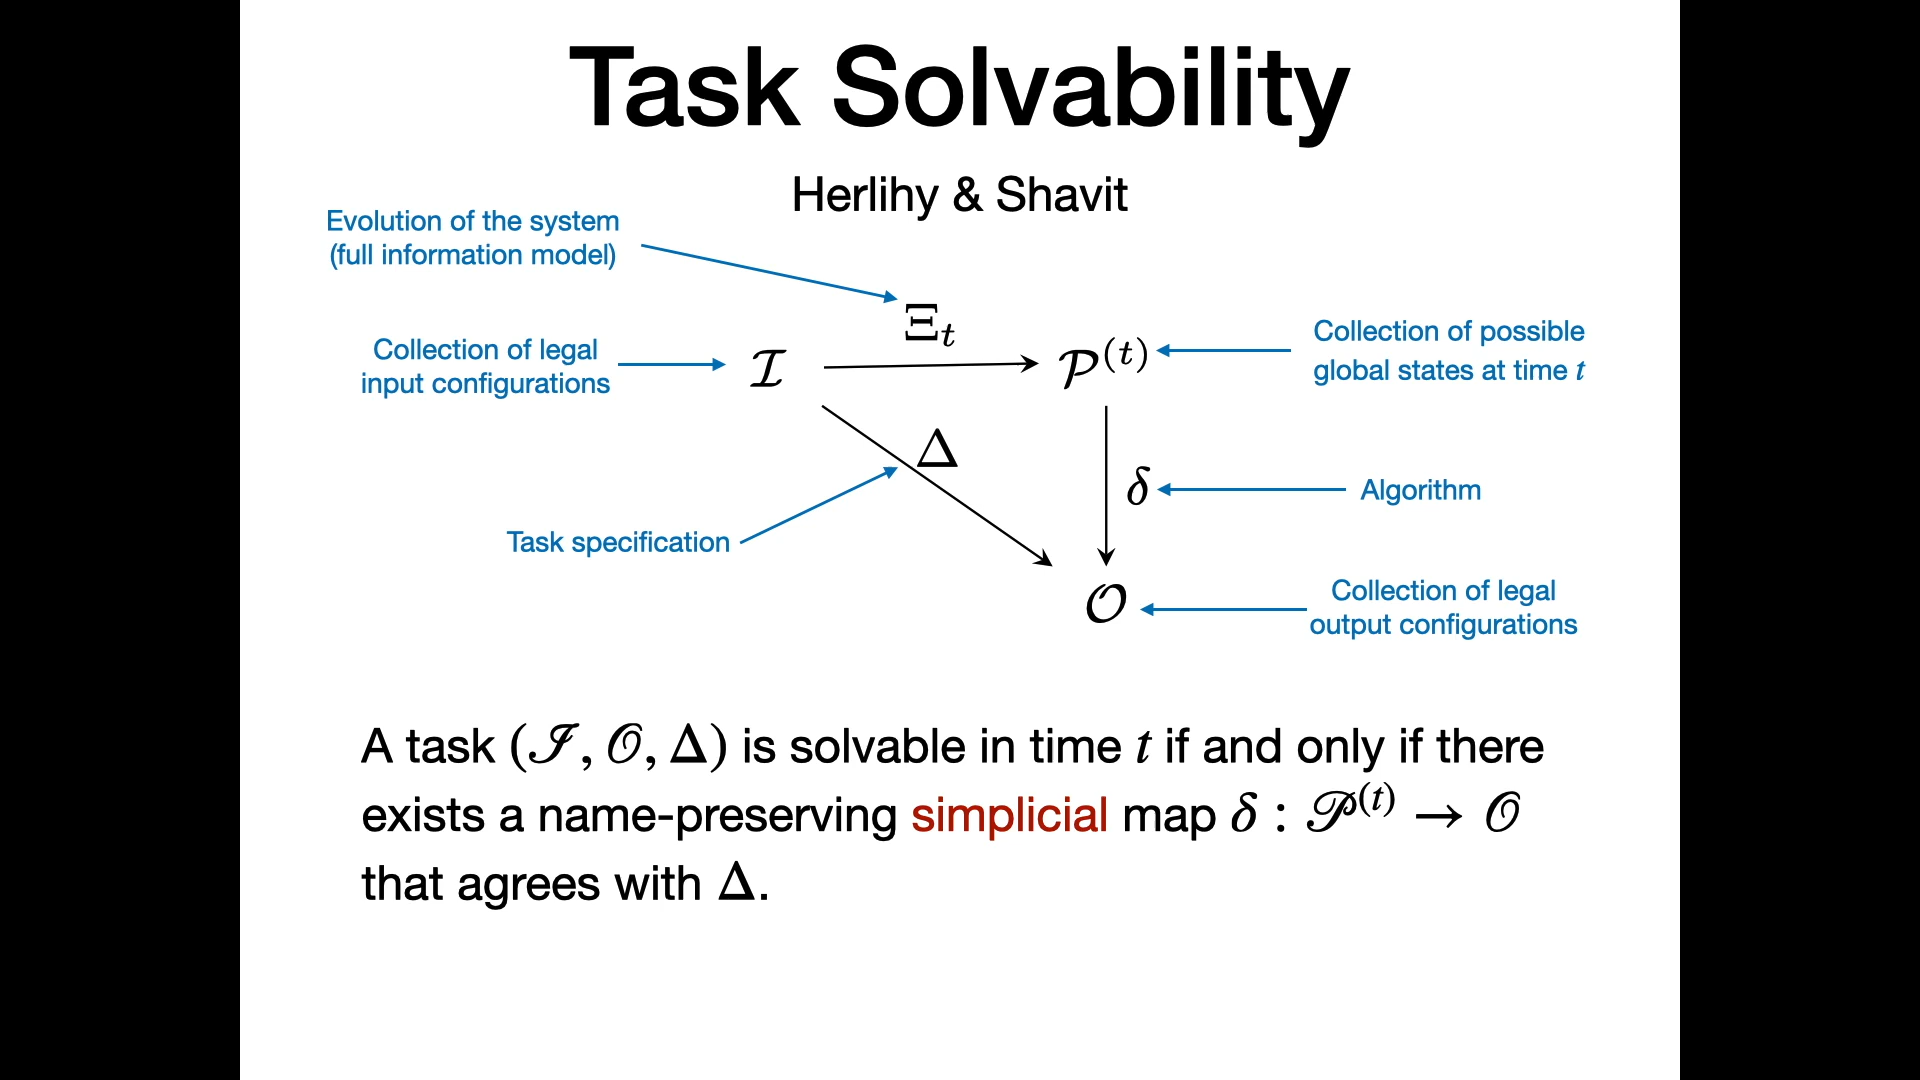 Task Solvability
Herlihy & Shavit
Evolution of the system
(full information model)
Ξₜ
Collection of legal
input configurations
ℐ
𝒫⁽ᵗ⁾
Collection of possible
global states at time t
Δ
δ
Algorithm
Task specification
𝒪
Collection of legal
output configurations
A task (ℐ, 𝒪, Δ) is solvable in time t if and only if there
exists a name-preserving simplicial map δ : 𝒫⁽ᵗ⁾ → 𝒪
that agrees with Δ.